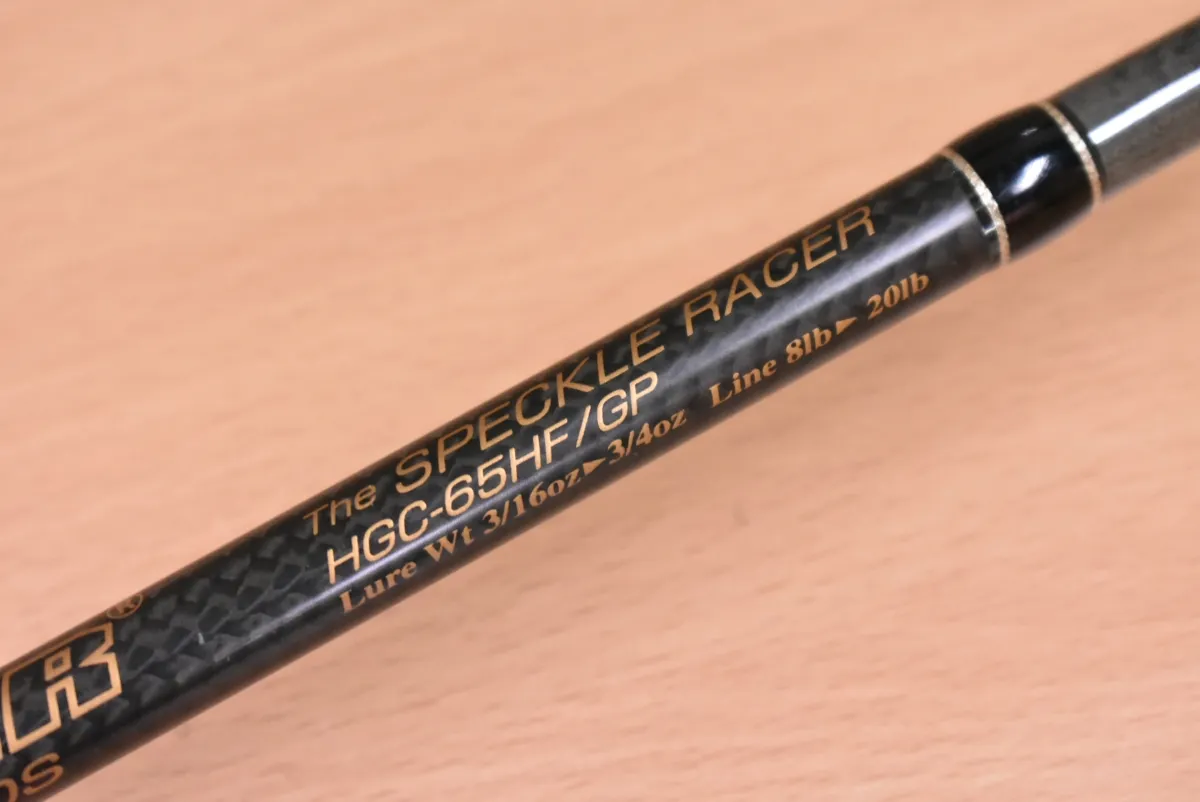 The SPECKLE RACER
HGC-65HF/GP
Lure Wt 3/16oz►3/4oz Line 8lb►20lb
®